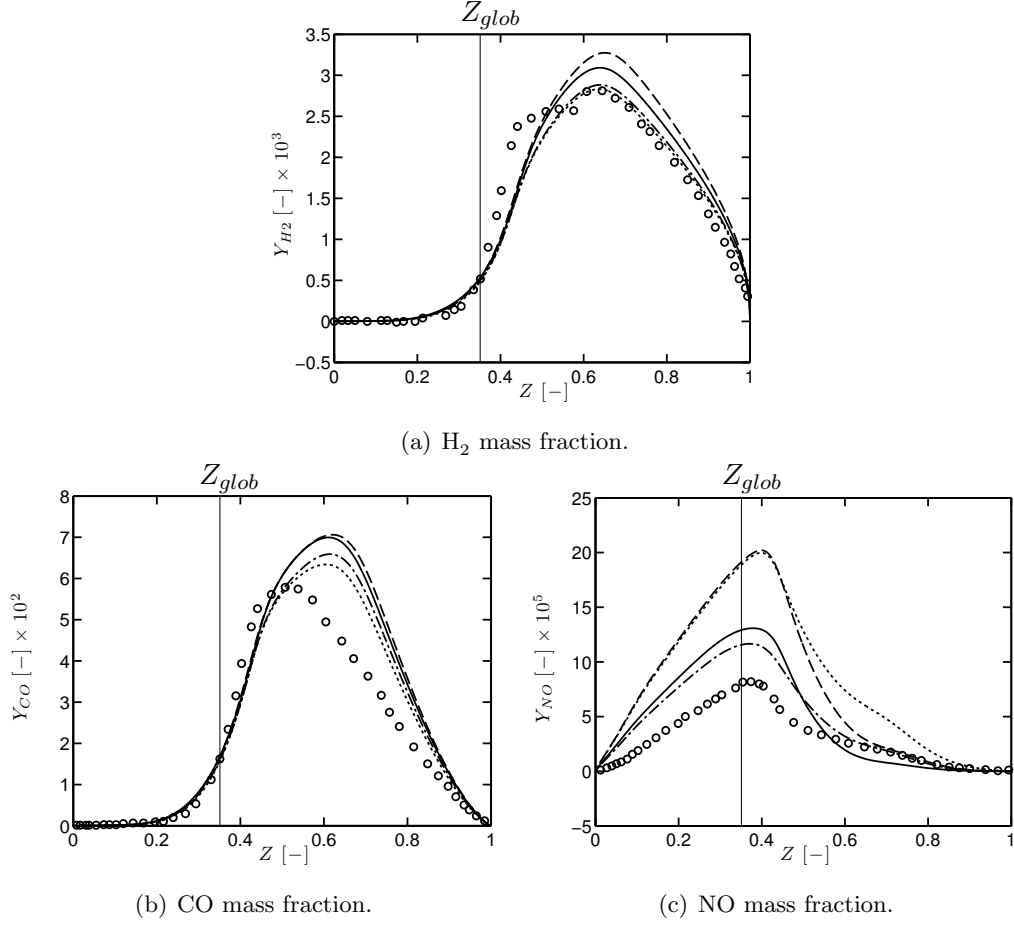 Z_glob
3.5
3
2.5
2
1.5
1
0.5
0
−0.5
Y_H2 [−] × 10^3
0 0.2 0.4 0.6 0.8 1
Z [−]
(a) H₂ mass fraction.
Z_glob
8
7
6
5
4
3
2
1
0
Y_CO [−] × 10^2
0 0.2 0.4 0.6 0.8 1
Z [−]
(b) CO mass fraction.
Z_glob
25
20
15
10
5
0
−5
Y_NO [−] × 10^5
0 0.2 0.4 0.6 0.8 1
Z [−]
(c) NO mass fraction.